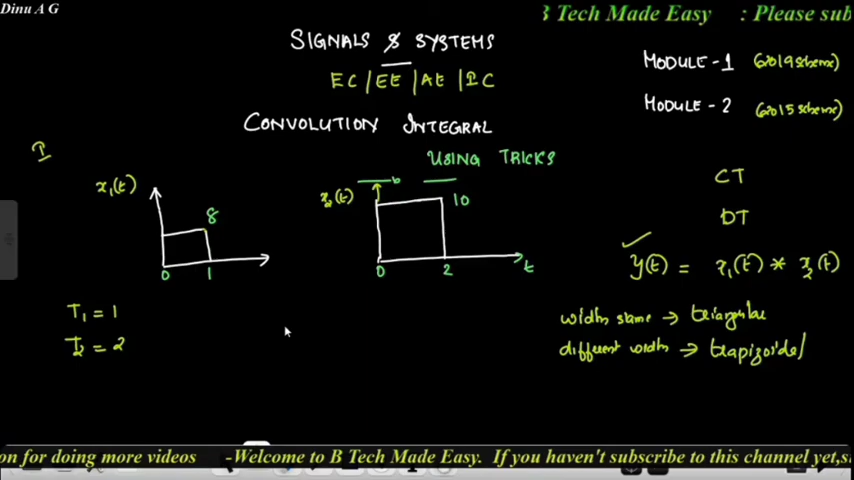 Dinu A G
B Tech Made Easy : Please sub
SIGNALS & SYSTEMS
EC | EE | AE | IC
MODULE - 1 (2019 scheme)
MODULE - 2 (2015 scheme)
CONVOLUTION INTEGRAL
USING TRICKS
I
x₁(t)
8
0 1
x₂(t)
10
0 2 t
CT
DT
y(t) = x₁(t) * x₂(t)
T₁ = 1
T₂ = 2
width same → triangular
different width → trapizoidal
on for doing more videos -Welcome to B Tech Made Easy. If you haven't subscribe to this channel yet,s